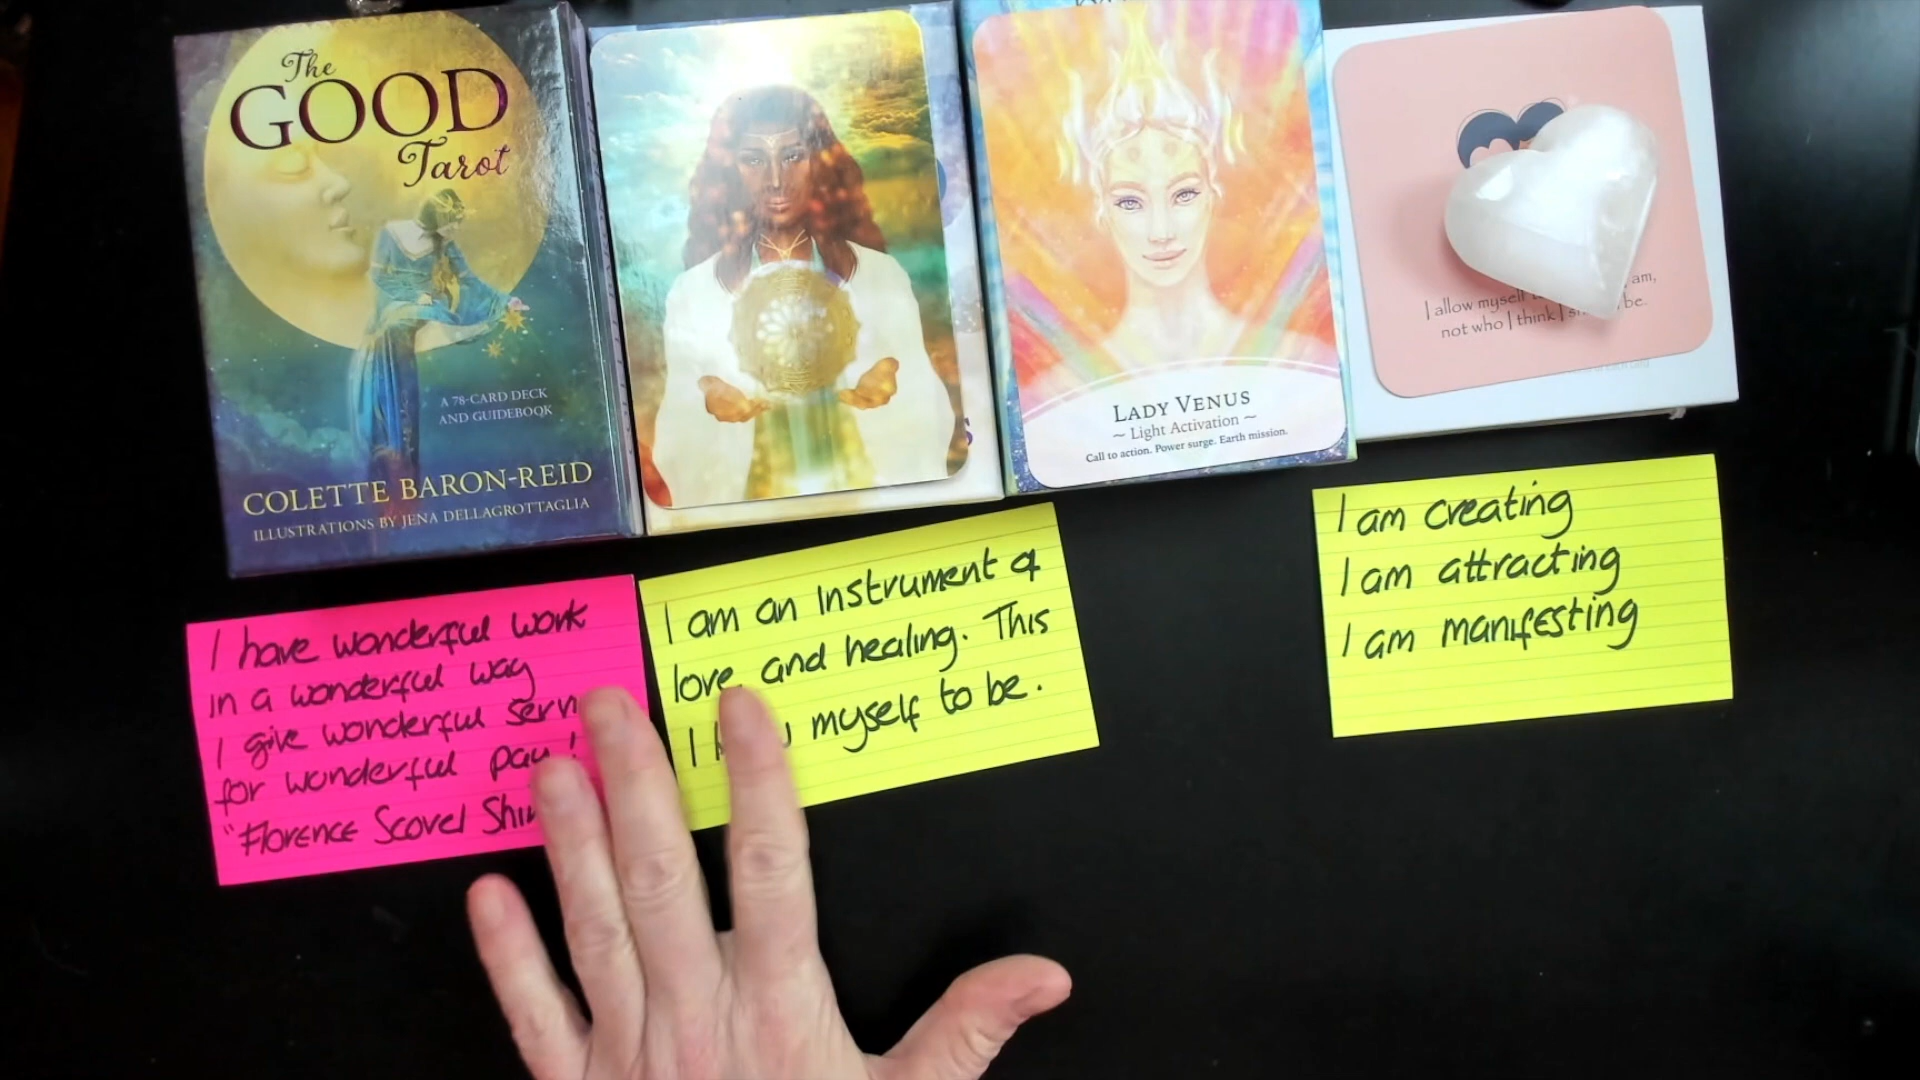 The
GOOD
Tarot
A 78-CARD DECK
AND GUIDEBOOK
COLETTE BARON-REID
ILLUSTRATIONS BY JENA DELLAGROTTAGLIA
LADY VENUS
~ Light Activation ~
Call to action. Power surge. Earth mission.
I allow myself am,
not who I think I be.
I have wonderful work
in a wonderful way
I give wonderful
for wonderful pay!
"Florence Scovel
I am an instrument of
love and healing. This
I myself to be.
I am creating
I am attracting
I am manifesting